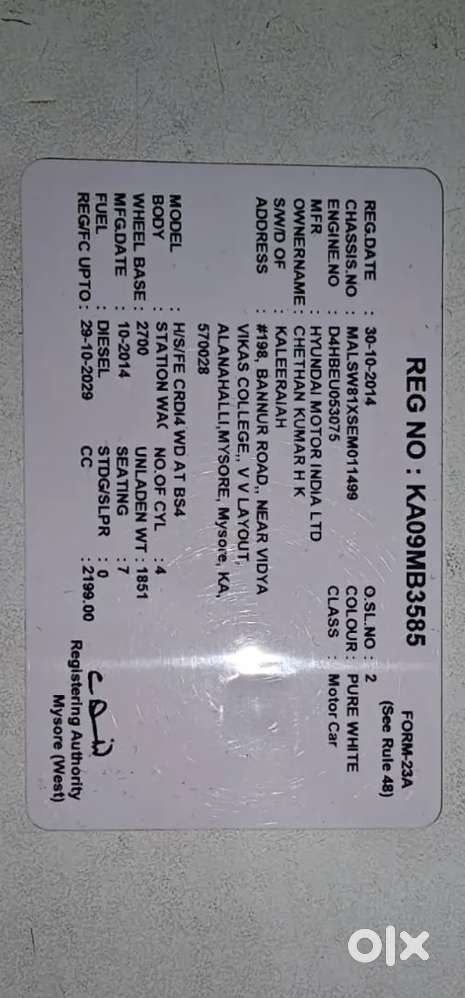 REG NO : KA09MB3585
FORM-23A
(See Rule 48)
REG.DATE : 30-10-2014 O.SL.NO : 2
CHASSIS.NO : MALSW81XSEM011499 COLOUR : PURE WHITE
ENGINE.NO : D4HBEU053075 CLASS : Motor Car
MFR : HYUNDAI MOTOR INDIA LTD
OWNERNAME : CHETHAN KUMAR H K
S/W/D OF : KALEERAIAH
ADDRESS : #198, BANNUR ROAD,, NEAR VIDYA
VIKAS COLLEGE,, V V LAYOUT,
ALANAHALLI,MYSORE, Mysore, KA,
570028
MODEL : H/S/FE CRDI4 WD AT BS4
BODY : STATION WAG NO.OF CYL : 4
WHEEL BASE : 2700 UNLADEN WT : 1851
MFG.DATE : 10-2014 SEATING : 7
FUEL : DIESEL STDG/SLPR : 0
REG/FC UPTO : 29-10-2029 CC : 2199.00
Registering Authority
Mysore (West)
olx